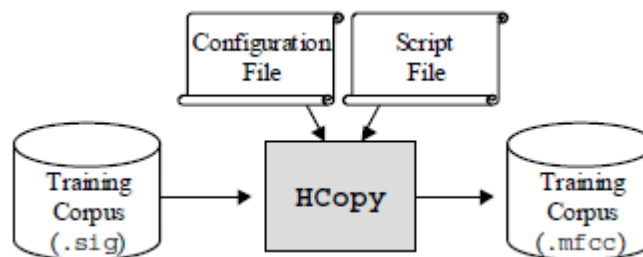 Configuration
File
Script
File
Training
Corpus
(.sig)
HCopy
Training
Corpus
(.mfcc)